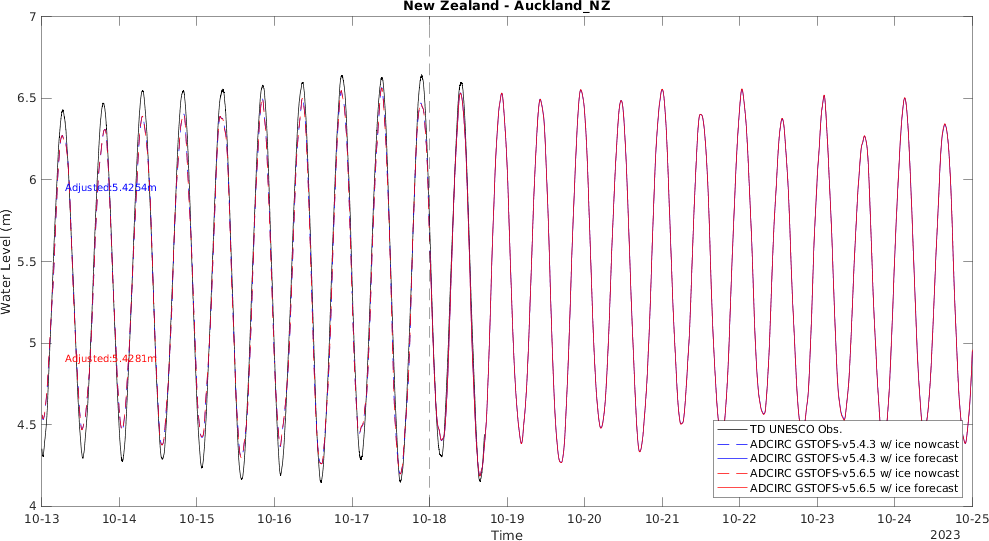 New Zealand - Auckland_NZ
7
6.5
6
5.5
5
4.5
4
Water Level (m)
Adjusted:5.4254m
Adjusted:5.4281m
TD UNESCO Obs.
ADCIRC GSTOFS-v5.4.3 w/ ice nowcast
ADCIRC GSTOFS-v5.4.3 w/ ice forecast
ADCIRC GSTOFS-v5.6.5 w/ ice nowcast
ADCIRC GSTOFS-v5.6.5 w/ ice forecast
10-13 10-14 10-15 10-16 10-17 10-18 10-19 10-20 10-21 10-22 10-23 10-24 10-25
Time
2023